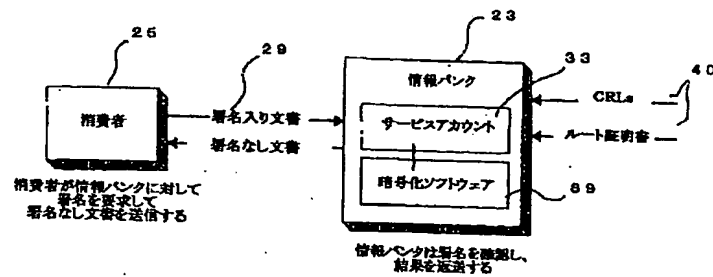 25
29
23
33
40
情報バンク
消費者
署名入り文書
署名なし文書
サービスアカウント
CRLs
ルート証明書
暗号化ソフトウェア
89
消費者が情報バンクに対して
署名を要求して
署名なし文書を送信する
情報バンクは署名を確認し、
結果を返送する